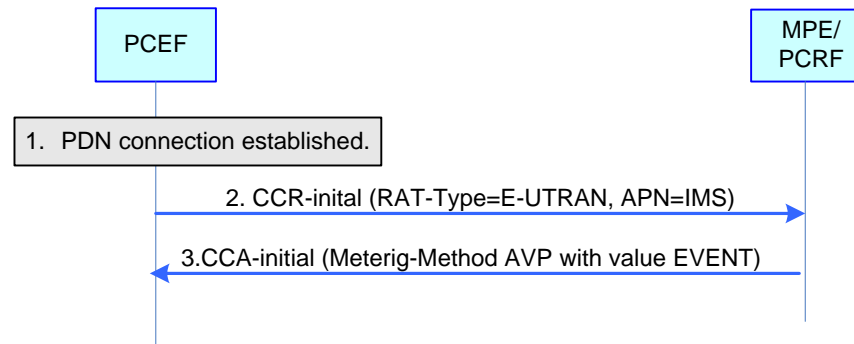 PCEF
MPE/
PCRF
1. PDN connection established.
2. CCR-inital (RAT-Type=E-UTRAN, APN=IMS)
3.CCA-initial (Meterig-Method AVP with value EVENT)